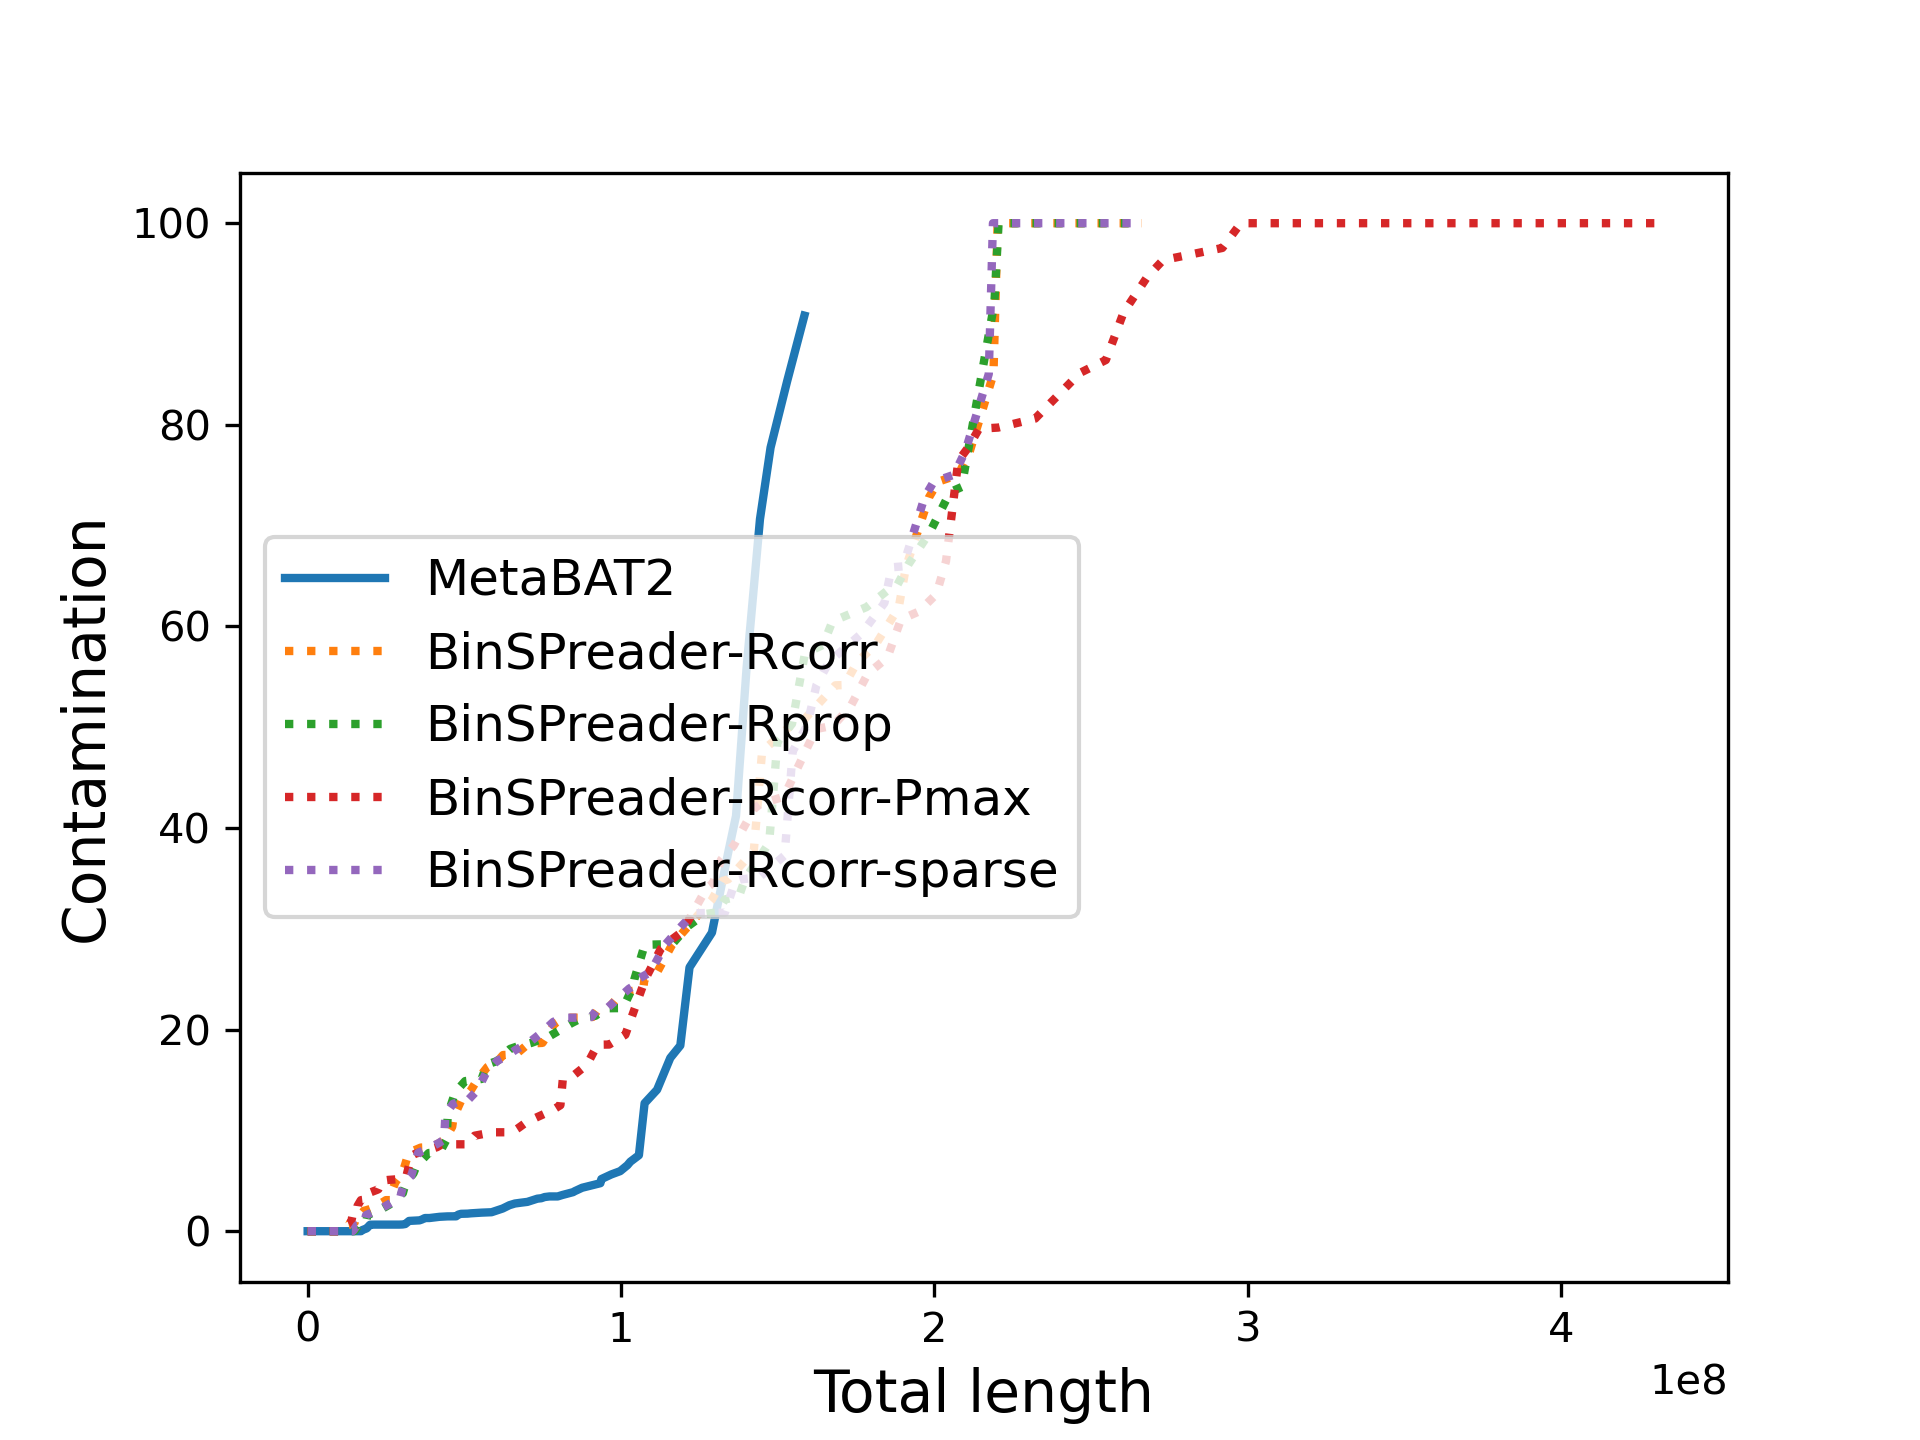 100
80
60
40
20
0
Contamination
MetaBAT2
BinSPreader-Rcorr
BinSPreader-Rprop
BinSPreader-Rcorr-Pmax
BinSPreader-Rcorr-sparse
0 1 2 3 4
1e8
Total length